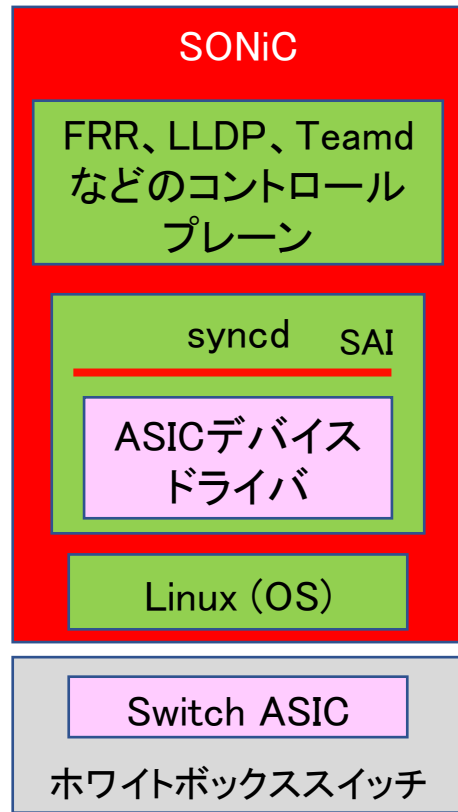 SONiC
FRR、LLDP、Teamd
などのコントロール
プレーン
syncd SAI
ASICデバイス
ドライバ
Linux (OS)
Switch ASIC
ホワイトボックススイッチ